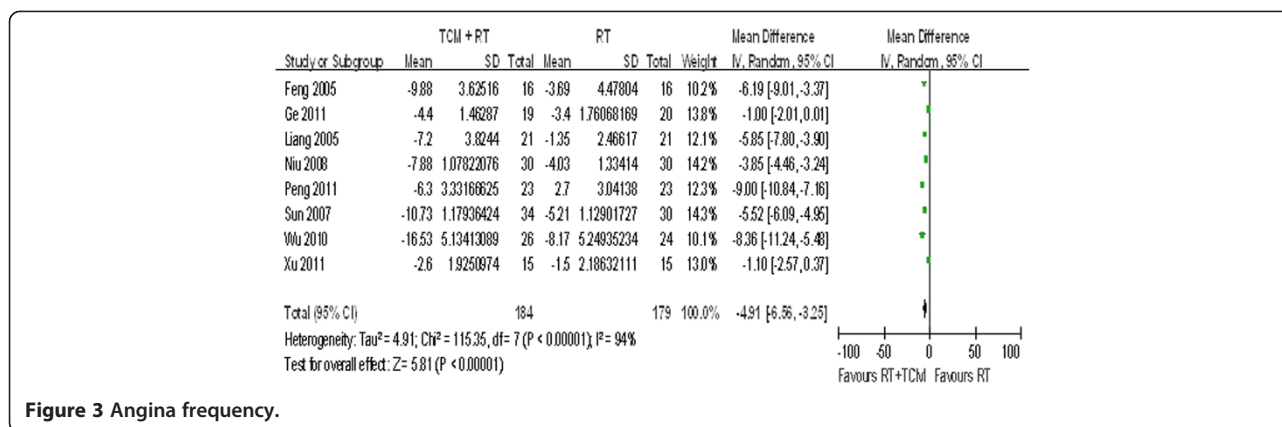 TCM + RT RT Mean Difference Mean Difference
Study or Subgroup Mean SD Total Mean SD Total Weight IV, Random, 95% CI IV, Random, 95% CI
Feng 2005 -9.88 3.62516 16 -3.69 4.47804 16 10.2% -6.19 [-9.01, -3.37]
Ge 2011 -4.4 1.46287 19 -3.4 1.76068169 20 13.8% -1.00 [-2.01, 0.01]
Liang 2005 -7.2 3.8244 21 -1.35 2.46617 21 12.1% -5.85 [-7.80, -3.90]
Niu 2008 -7.88 1.07822076 30 -4.03 1.33414 30 14.2% -3.85 [-4.46, -3.24]
Peng 2011 -6.3 3.33166625 23 2.7 3.04138 23 12.3% -9.00 [-10.84, -7.16]
Sun 2007 -10.73 1.17936424 34 -5.21 1.12901727 30 14.3% -5.52 [-6.09, -4.95]
Wu 2010 -16.53 5.13413089 26 -8.17 5.24935234 24 10.1% -8.36 [-11.24, -5.48]
Xu 2011 -2.6 1.9250974 15 -1.5 2.18632111 15 13.0% -1.10 [-2.57, 0.37]
Total (95% CI) 184 179 100.0% -4.91 [-6.56, -3.25]
Heterogeneity: Tau² = 4.91; Chi² = 115.35, df = 7 (P < 0.00001); I² = 94%
Test for overall effect: Z = 5.81 (P < 0.00001)
-100 -50 0 50 100
Favours RT+TCM Favours RT
Figure 3 Angina frequency.